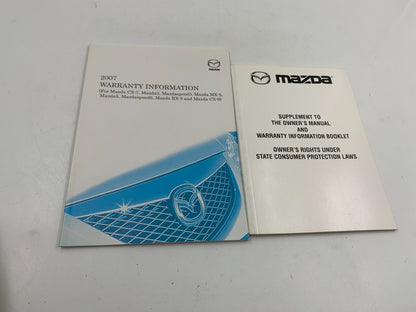 2007
WARRANTY INFORMATION
(For Mazda CX-7, Mazda3, Mazdaspeed3, Mazda MX-5,
Mazda5, Mazdaspeed6, Mazda RX-8 and Mazda CX-9)
mazda
SUPPLEMENT TO
THE OWNER'S MANUAL
AND
WARRANTY INFORMATION BOOKLET
OWNER'S RIGHTS UNDER
STATE CONSUMER PROTECTION LAWS